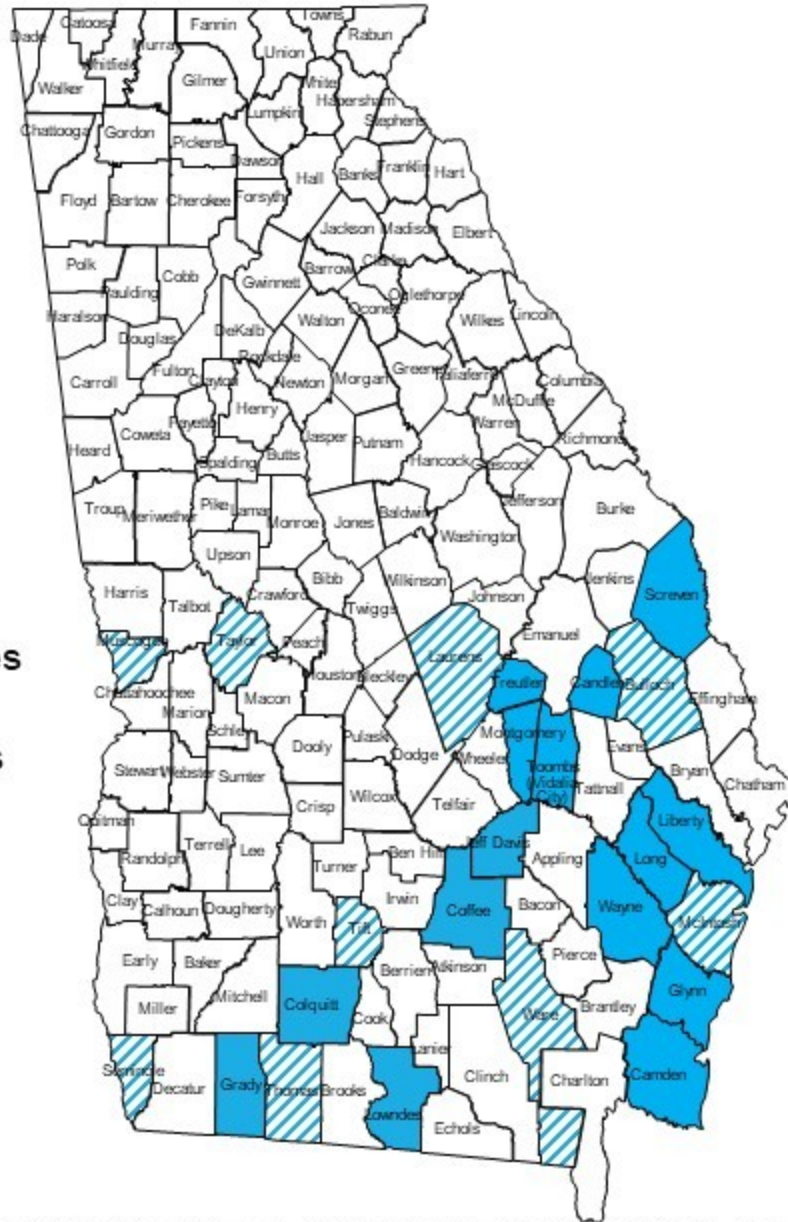 Towns
Fannin
Catoosa
Rabun
Dade
Murray
Union
Whitfield
White
Gilmer
Walker
Habersham
Lumpkin
Stephens
Chattooga
Gordon
Pickens
Dawson
Franklin
Banks
Hart
Hall
Forsyth
Floyd
Bartow
Cherokee
Jackson
Madison
Elbert
Clarke
Polk
Barrow
Cobb
Gwinnett
Paulding
Oglethorpe
Oconee
Haralson
Walton
Wilkes
Lincoln
DeKalb
Douglas
Rockdale
Fulton
Greene
Taliaferro
Clayton
Newton
Morgan
Columbia
Carroll
McDuffie
Henry
Fayette
Warren
Coweta
Jasper
Putnam
Richmond
Heard
Butts
Spalding
Hancock
Glascock
Jefferson
Troup
Pike
Lamar
Baldwin
Burke
Meriwether
Monroe
Jones
Washington
Upson
Bibb
Wilkinson
Jenkins
Harris
Crawford
Johnson
Screven
Talbot
Twiggs
Emanuel
Muscogee
Taylor
Peach
Laurens
Houston
Bleckley
Treutlen
Candler
Bulloch
Chattahoochee
Macon
Effingham
Marion
Schley
Montgomery
Pulaski
Dooly
Evans
Dodge
Wheeler
Stewart
Webster
Sumter
Toombs
(Vidalia
City)
Bryan
Chatham
Tattnall
Wilcox
Crisp
Telfair
Quitman
Liberty
Terrell
Lee
Jeff Davis
Randolph
Ben Hill
Appling
Long
Turner
Clay
Calhoun
Dougherty
Irwin
Bacon
Coffee
Wayne
Worth
Tift
McIntosh
Early
Baker
Berrien
Atkinson
Pierce
Mitchell
Colquitt
Glynn
Miller
Cook
Ware
Brantley
Lanier
Seminole
Clinch
Camden
Decatur
Grady
Thomas
Brooks
Charlton
Lowndes
Echols